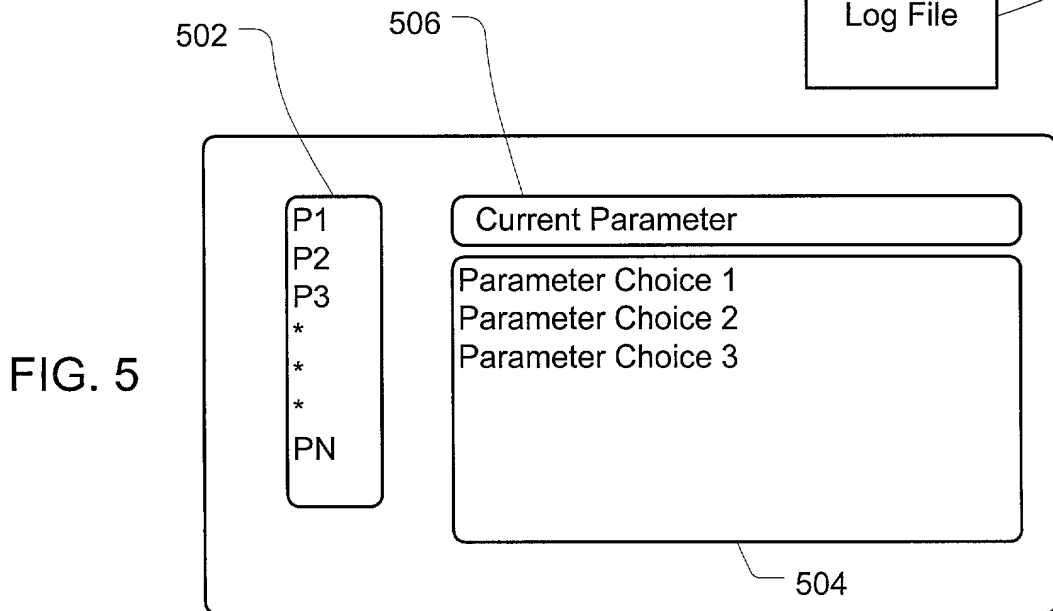 Log File
502
506
P1
P2
P3
*
*
*
PN
Current Parameter
Parameter Choice 1
Parameter Choice 2
Parameter Choice 3
FIG. 5
504